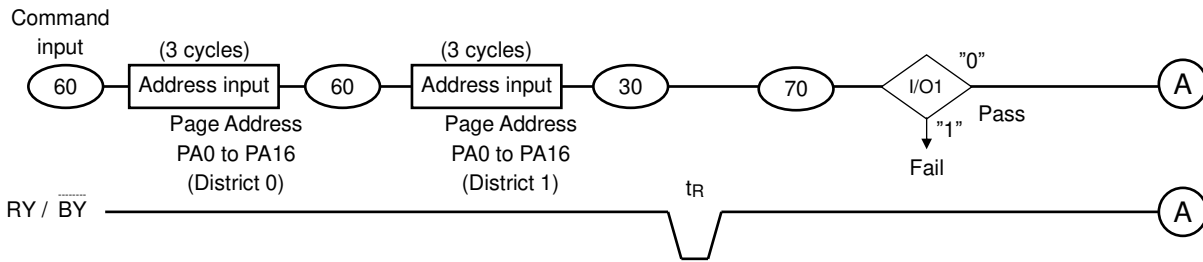 Command
input
(3 cycles)
(3 cycles)
60
Address input
60
Address input
30
70
I/O1
”0”
A
Page Address
PA0 to PA16
(District 0)
Page Address
PA0 to PA16
(District 1)
”1”
Pass
Fail
tR
RY / BY
A